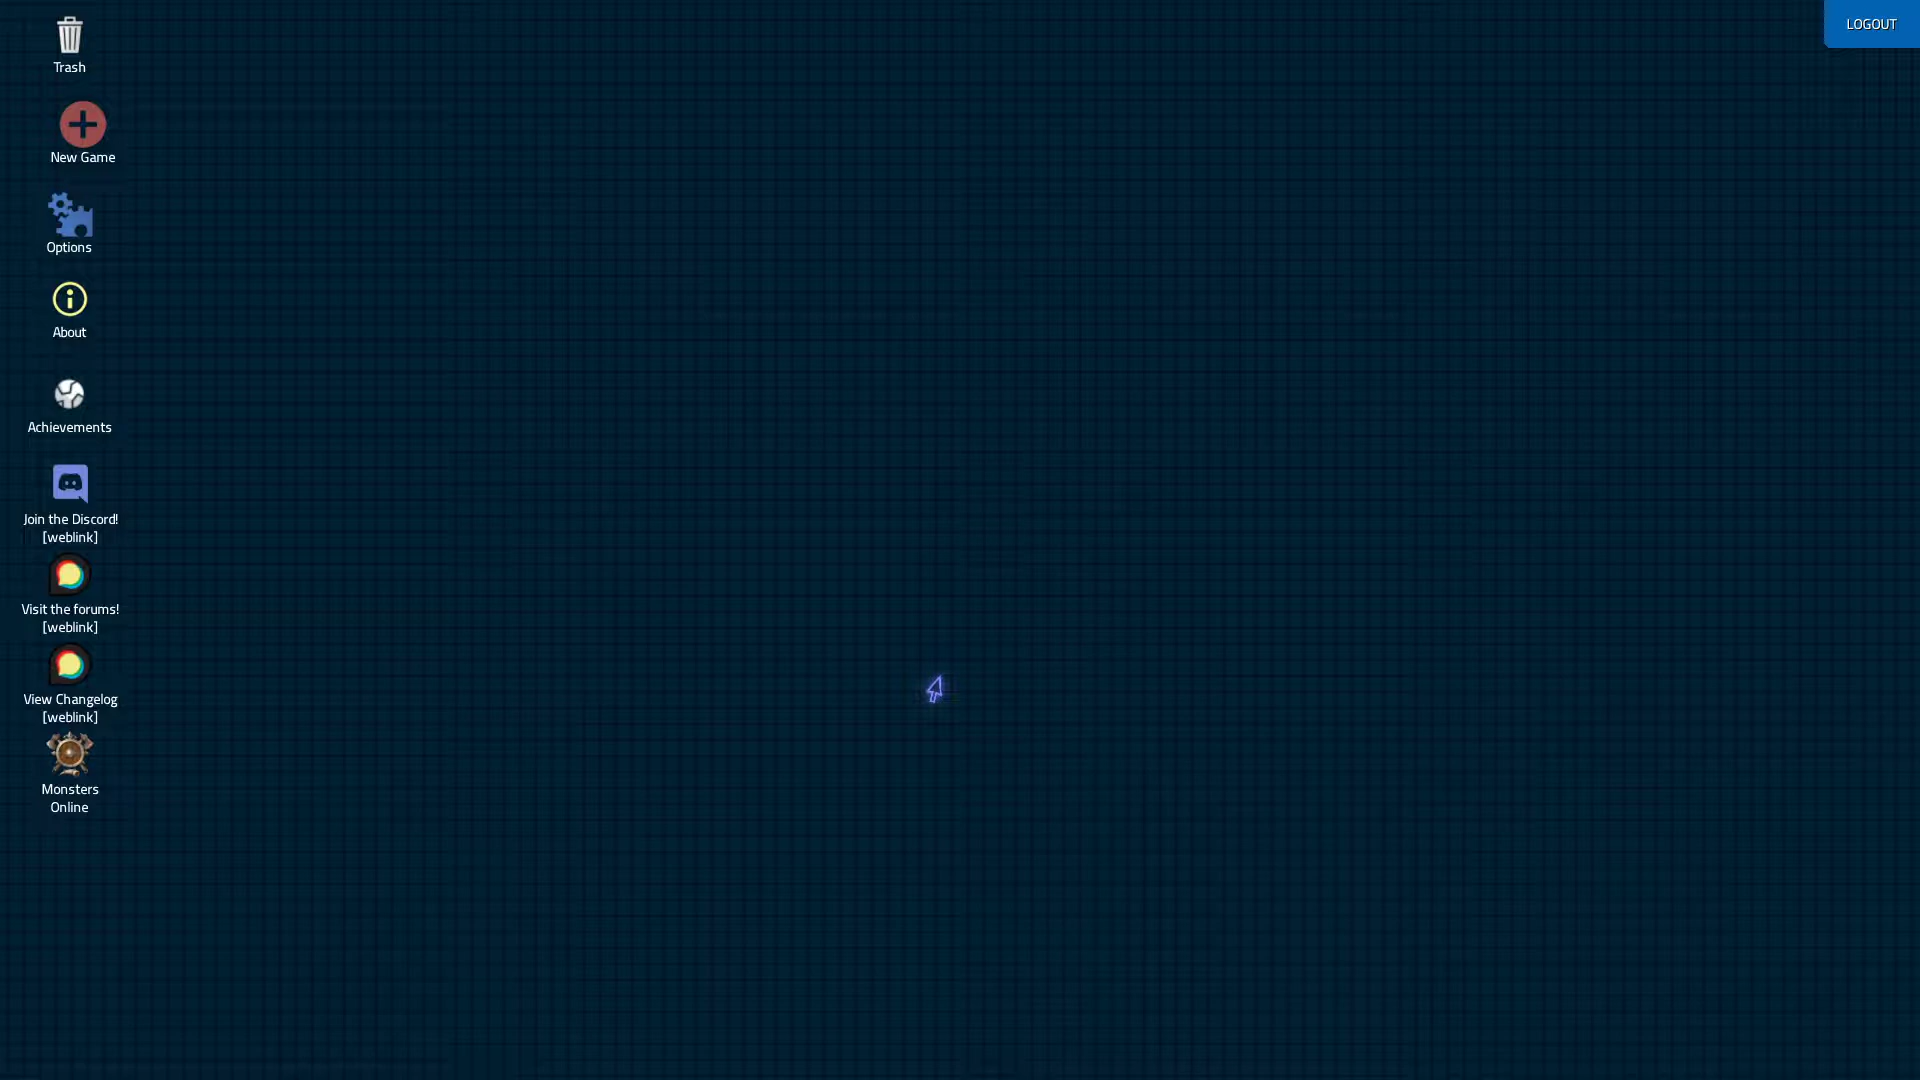 LOGOUT
Trash
New Game
Options
About
Achievements
Join the Discord!
[weblink]
Visit the forums!
[weblink]
View Changelog
[weblink]
Monsters
Online